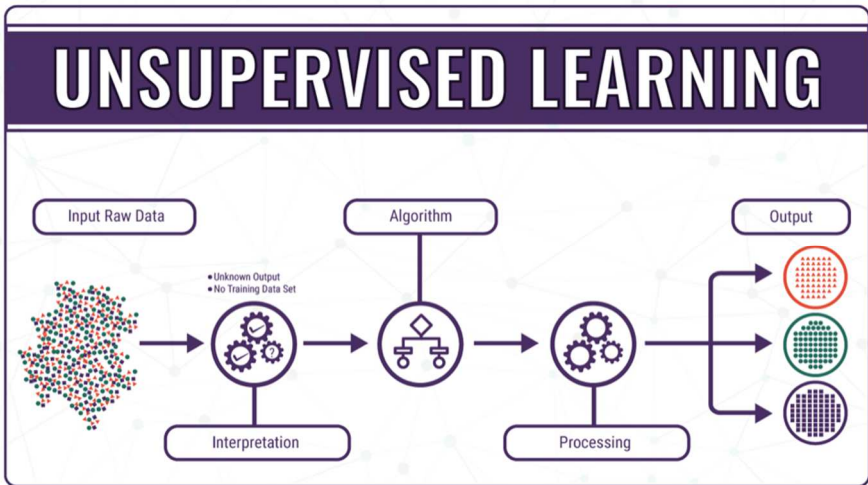 UNSUPERVISED LEARNING
Input Raw Data
Algorithm
Output
• Unknown Output
• No Training Data Set
?
Interpretation
Processing